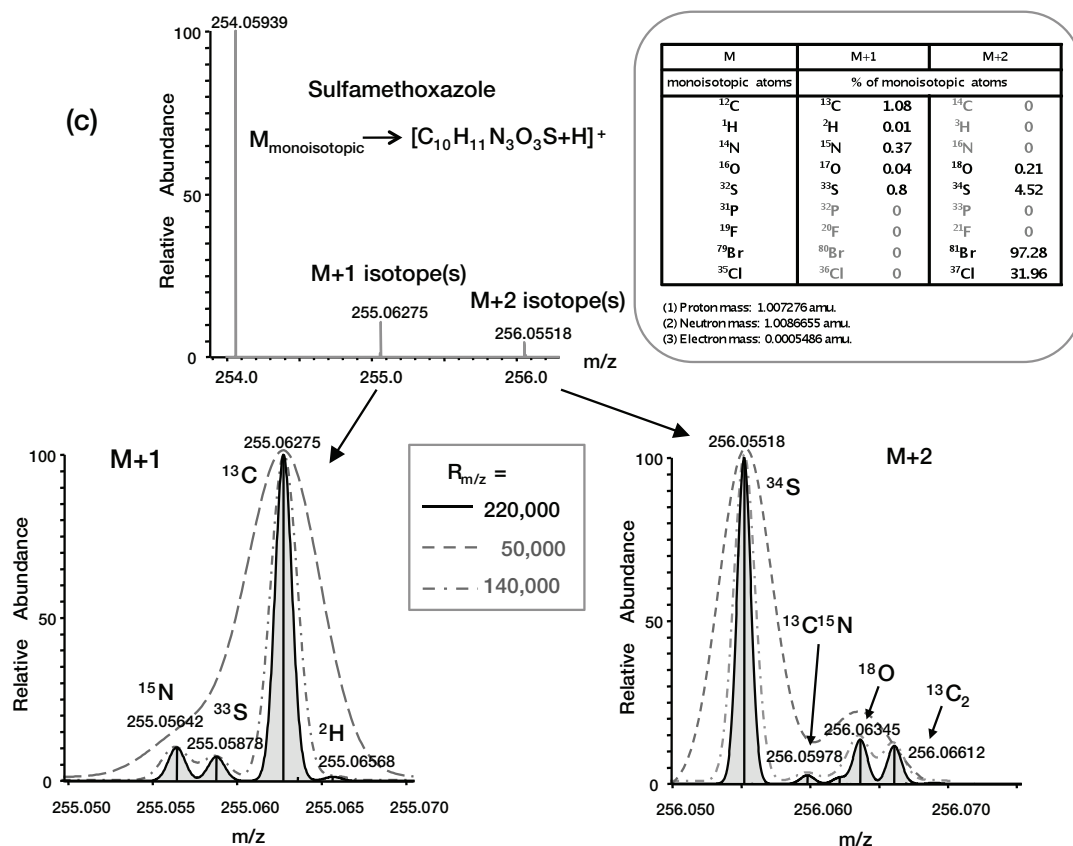 (c)
254.05939
100
50
0
Relative Abundance
Sulfamethoxazole
M_monoisotopic → [C₁₀H₁₁N₃O₃S+H]⁺
M+1 isotope(s)
255.06275
M+2 isotope(s)
256.05518
254.0 255.0 256.0
m/z
M M+1 M+2
monoisotopic atoms % of monoisotopic atoms
¹²C ¹³C 1.08 ¹⁴C 0
¹H ²H 0.01 ³H 0
¹⁴N ¹⁵N 0.37 ¹⁶N 0
¹⁶O ¹⁷O 0.04 ¹⁸O 0.21
³²S ³³S 0.8 ³⁴S 4.52
³¹P ³²P 0 ³³P 0
¹⁹F ²⁰F 0 ²¹F 0
⁷⁹Br ⁸⁰Br 0 ⁸¹Br 97.28
³⁵Cl ³⁶Cl 0 ³⁷Cl 31.96
(1) Proton mass: 1.007276 amu.
(2) Neutron mass: 1.0086655 amu.
(3) Electron mass: 0.0005486 amu.
M+1
255.06275
¹³C
100
50
0
Relative Abundance
¹⁵N
255.05642
³³S
255.05878
²H
255.06568
255.050 255.055 255.060 255.065 255.070
m/z
R_m/z =
220,000
50,000
140,000
M+2
256.05518
³⁴S
100
50
0
Relative Abundance
¹³C¹⁵N
256.05978
¹⁸O
256.06345
¹³C₂
256.06612
256.050 256.060 256.070
m/z